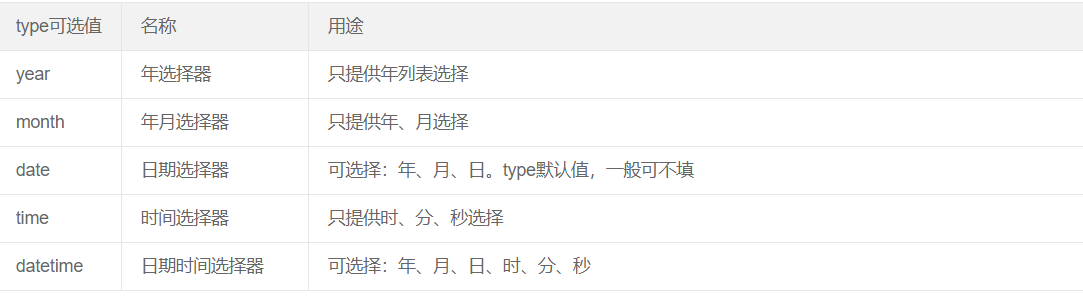 type可选值 名称 用途
year 年选择器 只提供年列表选择
month 年月选择器 只提供年、月选择
date 日期选择器 可选择：年、月、日。type默认值，一般可不填
time 时间选择器 只提供时、分、秒选择
datetime 日期时间选择器 可选择：年、月、日、时、分、秒